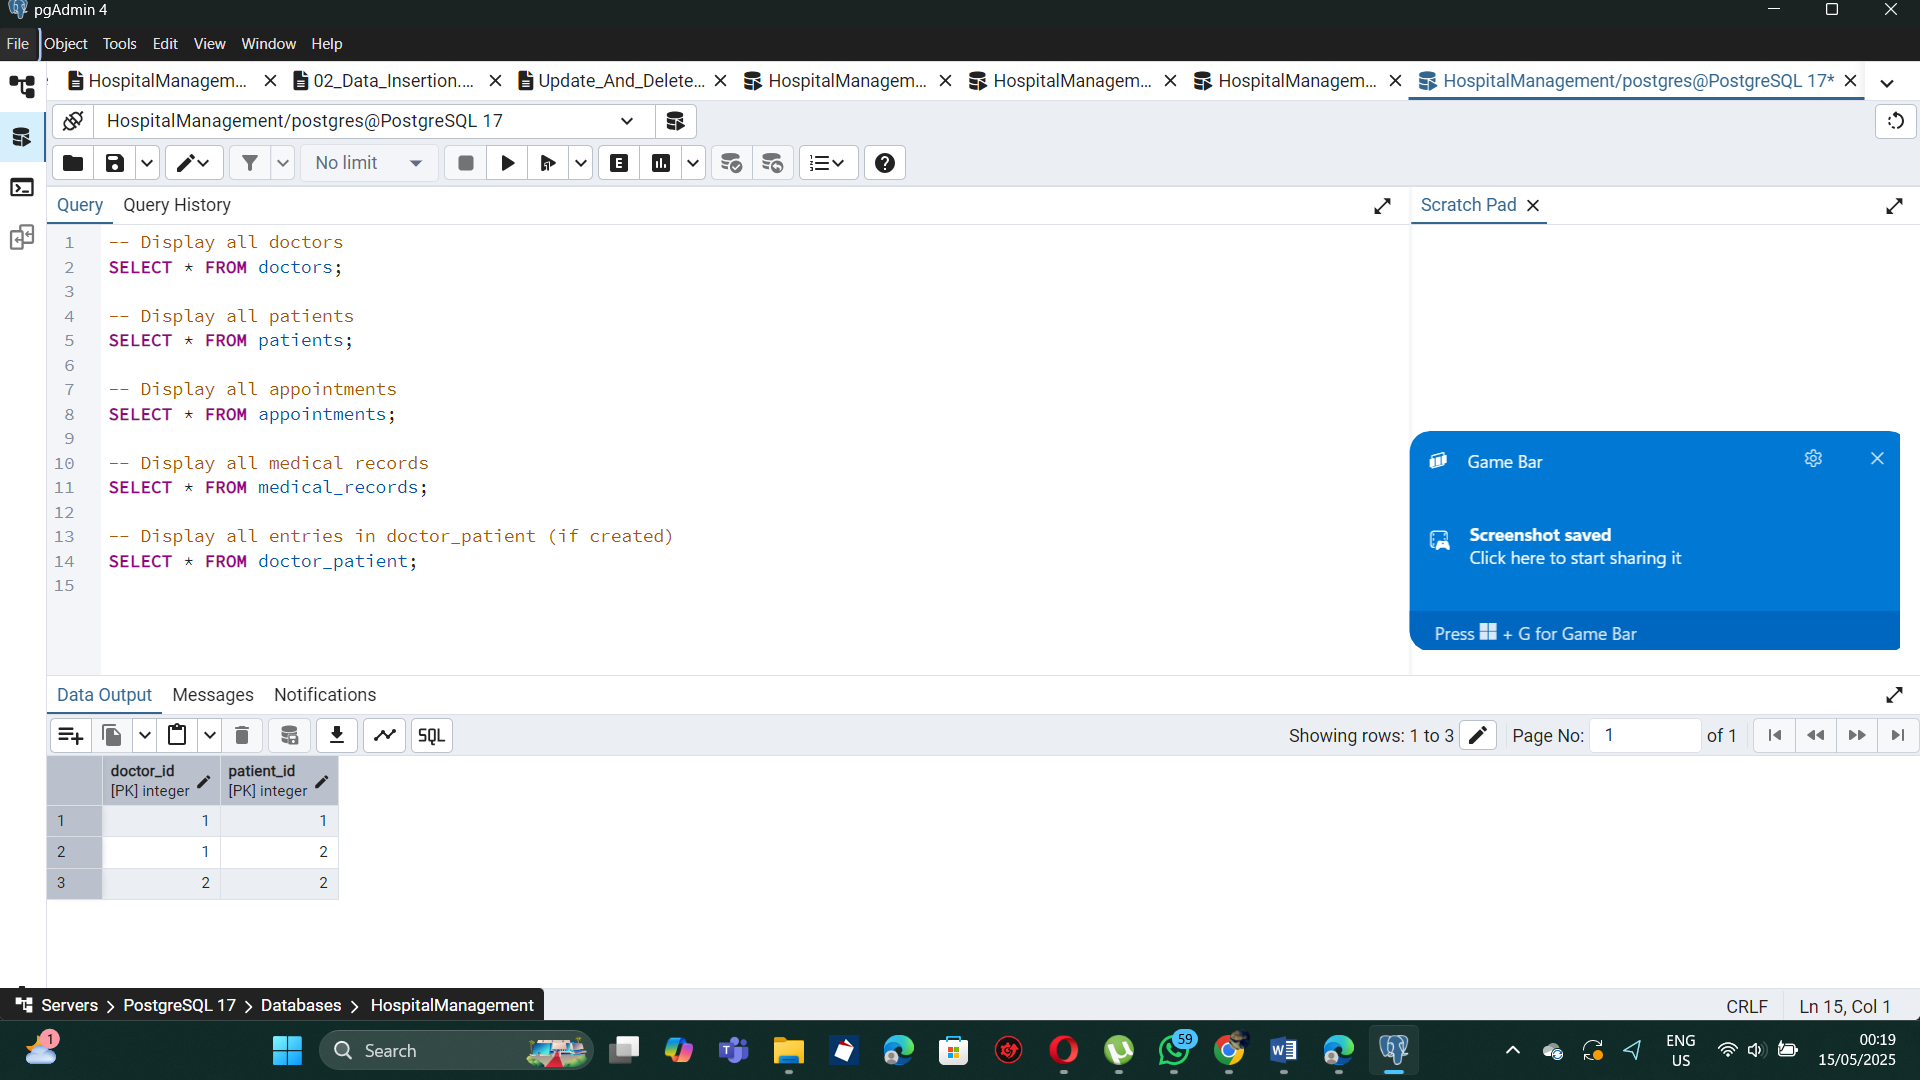 pgAdmin 4
File Object Tools Edit View Window Help
HospitalManagem... 02_Data_Insertion.... Update_And_Delete... HospitalManagem... HospitalManagem... HospitalManagem... HospitalManagement/postgres@PostgreSQL 17*
HospitalManagement/postgres@PostgreSQL 17
No limit E
Query Query History Scratch Pad
1 -- Display all doctors
2 SELECT * FROM doctors;
3
4 -- Display all patients
5 SELECT * FROM patients;
6
7 -- Display all appointments
8 SELECT * FROM appointments;
9
10 -- Display all medical records
11 SELECT * FROM medical_records;
12
13 -- Display all entries in doctor_patient (if created)
14 SELECT * FROM doctor_patient;
15
Game Bar
Screenshot saved
Click here to start sharing it
Press + G for Game Bar
Data Output Messages Notifications
SQL Showing rows: 1 to 3 Page No: 1 of 1
doctor_id patient_id
[PK] integer [PK] integer
1 1 1
2 1 2
3 2 2
Servers > PostgreSQL 17 > Databases > HospitalManagement CRLF Ln 15, Col 1
1 Search 59 ENG US 00:19
15/05/2025